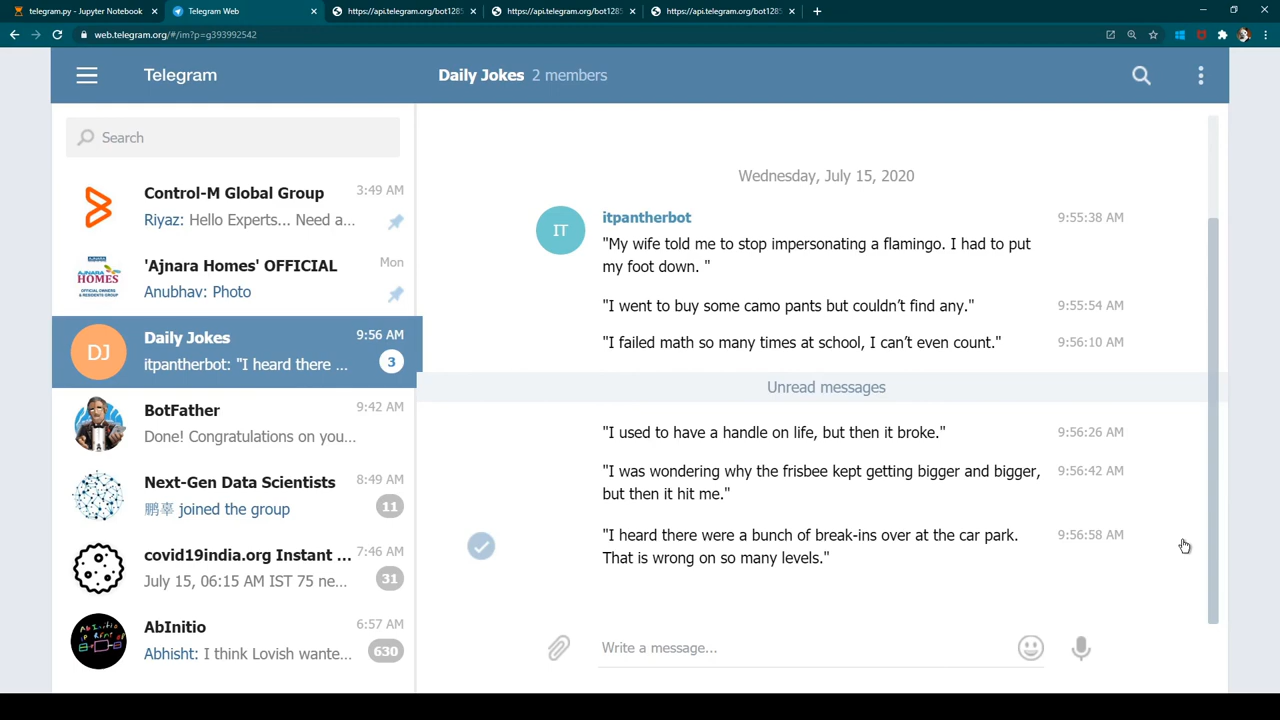 telegram.py - Jupyter Notebook
Telegram Web
https://api.telegram.org/bot1285
https://api.telegram.org/bot1285
https://api.telegram.org/bot1285
web.telegram.org/#/im?p=g393992542
Telegram
Daily Jokes 2 members
Search
Control-M Global Group 3:49 AM
Riyaz: Hello Experts... Need a...
AJNARA
HOMES
'Ajnara Homes' OFFICIAL Mon
Anubhav: Photo
DJ
Daily Jokes 9:56 AM
itpantherbot: "I heard there ... 3
BotFather 9:42 AM
Done! Congratulations on you...
Next-Gen Data Scientists 8:49 AM
鹏辜 joined the group 11
covid19india.org Instant ... 7:46 AM
July 15, 06:15 AM IST 75 ne... 31
AbInitio 6:57 AM
Abhisht: I think Lovish wante... 630
Wednesday, July 15, 2020
IT
itpantherbot 9:55:38 AM
"My wife told me to stop impersonating a flamingo. I had to put
my foot down. "
"I went to buy some camo pants but couldn’t find any." 9:55:54 AM
"I failed math so many times at school, I can’t even count." 9:56:10 AM
Unread messages
"I used to have a handle on life, but then it broke." 9:56:26 AM
"I was wondering why the frisbee kept getting bigger and bigger, 9:56:42 AM
but then it hit me."
"I heard there were a bunch of break-ins over at the car park. 9:56:58 AM
That is wrong on so many levels."
Write a message...